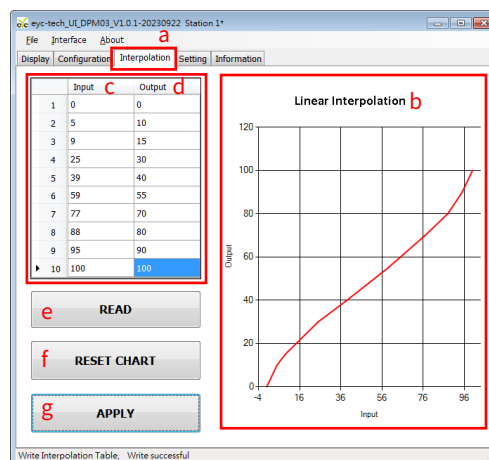 eyc-tech_UI_DPM03_V1.0.1-20230922 Station 1*
File Interface About
a
Display Configuration Interpolation Setting Information
Input c Output d
1 0 0
2 5 10
3 9 15
4 25 30
5 39 40
6 59 55
7 77 70
8 88 80
9 95 90
10 100 100
e READ
f RESET CHART
g APPLY
Linear Interpolation b
120
100
80
60
40
20
0
Output
-4 16 36 56 76 96
Input
Write Interpolation Table, Write successful